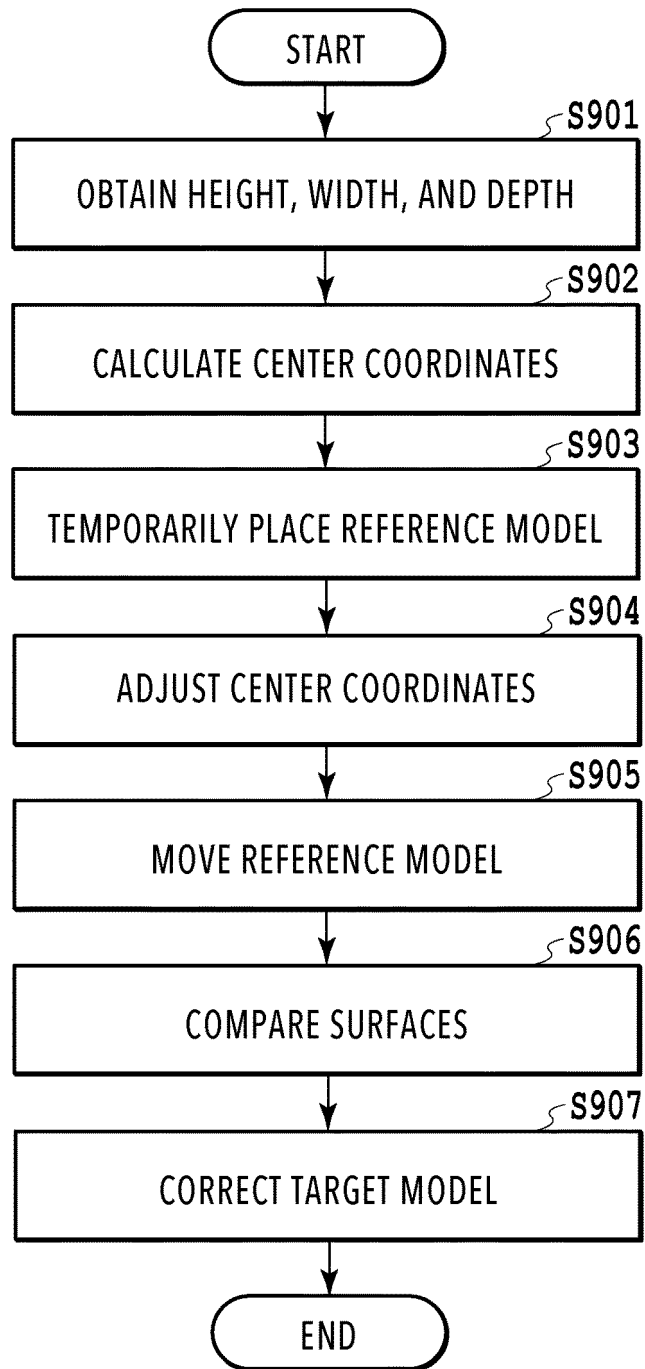 START
S901
OBTAIN HEIGHT, WIDTH, AND DEPTH
S902
CALCULATE CENTER COORDINATES
S903
TEMPORARILY PLACE REFERENCE MODEL
S904
ADJUST CENTER COORDINATES
S905
MOVE REFERENCE MODEL
S906
COMPARE SURFACES
S907
CORRECT TARGET MODEL
END